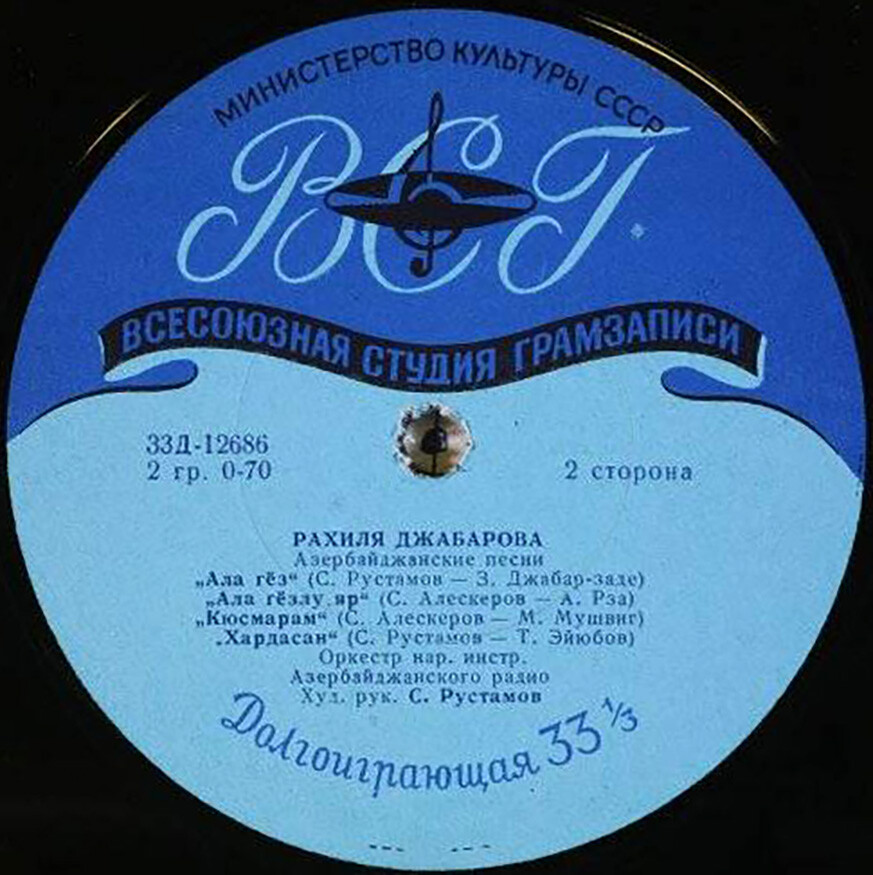 МИНИСТЕРСТВО КУЛЬТУРЫ СССР
ВСГ
ВСЕСОЮЗНАЯ СТУДИЯ ГРАМЗАПИСИ
33Д-12686
2 гр. 0-70
2 сторона
РАХИЛЯ ДЖАБАРОВА
Азербайджанские песни
„Ала гёз“ (С. Рустамов — З. Джабар-заде)
„Ала гёзлу яр“ (С. Алескеров — А. Рза)
„Кюсмарам“ (С. Алескеров — М. Мушвиг)
„Хардасан“ (С. Рустамов — Т. Эйюбов)
Оркестр нар. инстр.
Азербайджанского радио
Худ. рук. С. Рустамов
Долгоиграющая 33 1/3